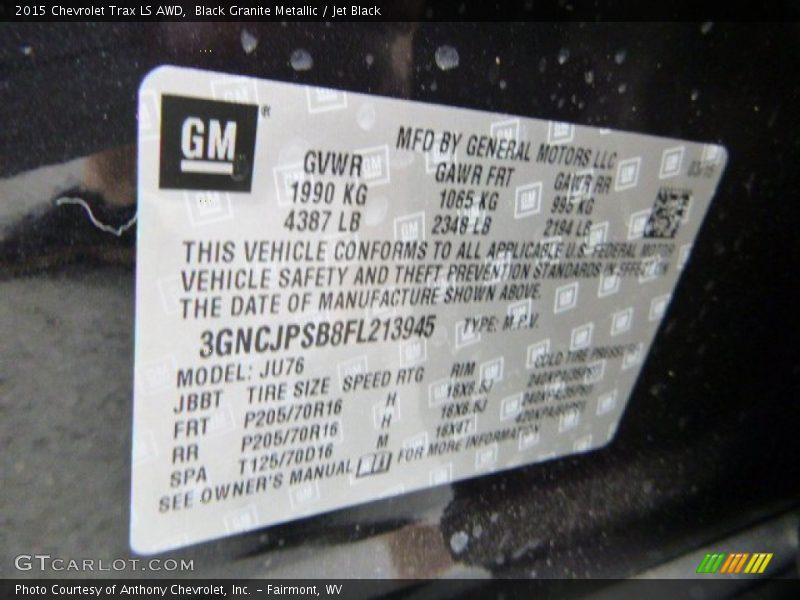 2015 Chevrolet Trax LS AWD, Black Granite Metallic / Jet Black
GM ®
MFD BY GENERAL MOTORS LLC
GVWR GAWR FRT GAWR RR 03/15
1990 KG 1065 KG 995 KG
4387 LB 2348 LB 2194 LB
THIS VEHICLE CONFORMS TO ALL APPLICABLE U.S. FEDERAL MOTOR
VEHICLE SAFETY AND THEFT PREVENTION STANDARDS IN EFFECT ON
THE DATE OF MANUFACTURE SHOWN ABOVE.
3GNCJPSB8FL213945 TYPE: M.P.V.
MODEL: JU76
JBBT TIRE SIZE SPEED RTG RIM COLD TIRE PRESSURE
FRT P205/70R16 H 16X6.5J
RR P205/70R16 H 16X6.5J
SPA T125/70D16 M 16X4T
SEE OWNER'S MANUAL FOR MORE INFORMATION
GTCARLOT.COM
Photo Courtesy of Anthony Chevrolet, Inc. – Fairmont, WV